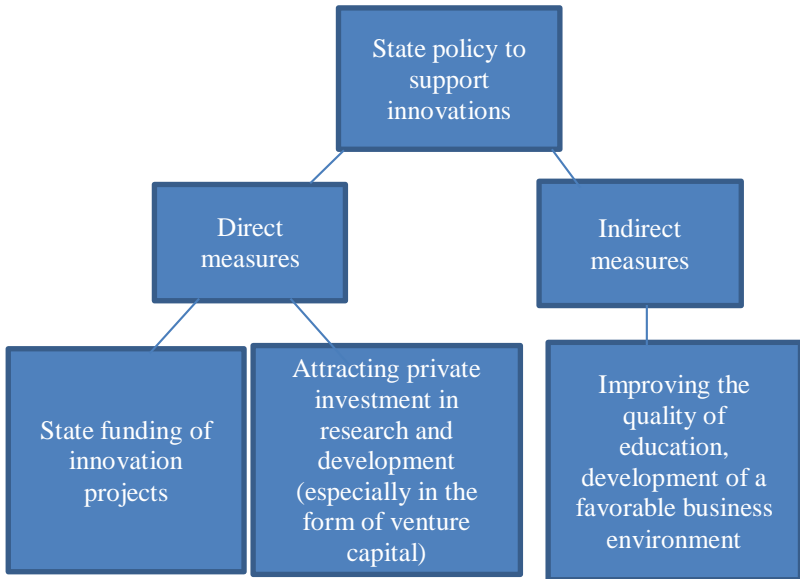 State policy to
support
innovations
Direct
measures
Indirect
measures
State funding of
innovation
projects
Attracting private
investment in
research and
development
(especially in the
form of venture
capital)
Improving the
quality of
education,
development of a
favorable business
environment